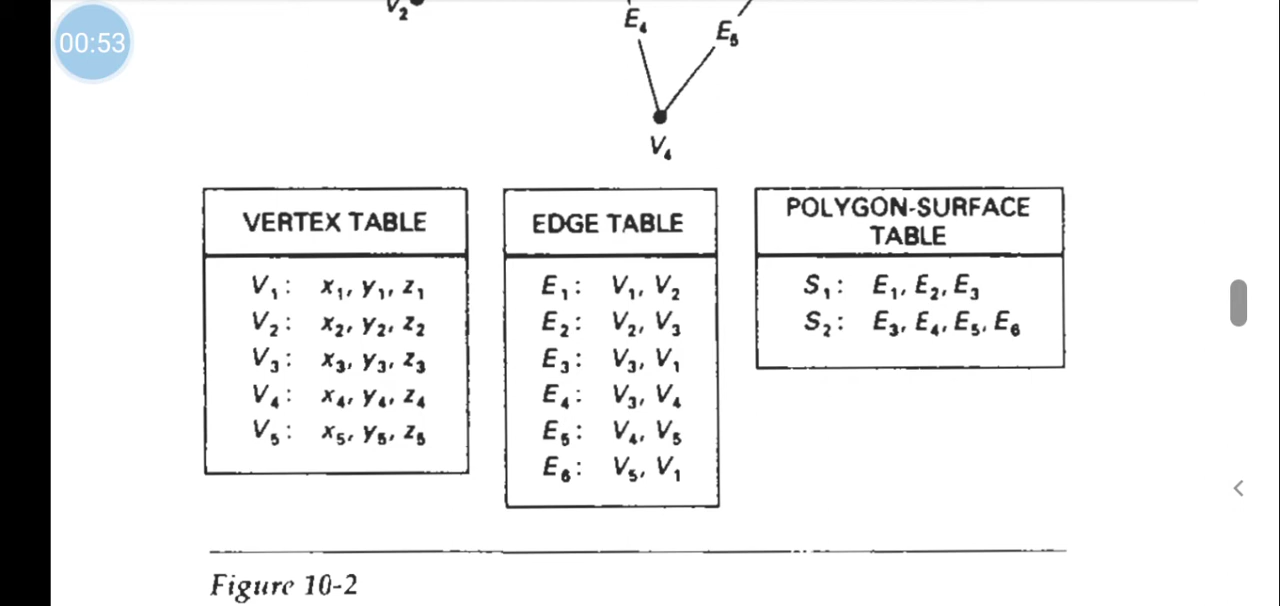 00:53
V₂
E₄
E₅
V₄
VERTEX TABLE
V₁: x₁, y₁, z₁
V₂: x₂, y₂, z₂
V₃: x₃, y₃, z₃
V₄: x₄, y₄, z₄
V₅: x₅, y₅, z₅
EDGE TABLE
E₁: V₁, V₂
E₂: V₂, V₃
E₃: V₃, V₁
E₄: V₃, V₄
E₅: V₄, V₅
E₆: V₅, V₁
POLYGON-SURFACE
TABLE
S₁: E₁, E₂, E₃
S₂: E₃, E₄, E₅, E₆
Figure 10-2